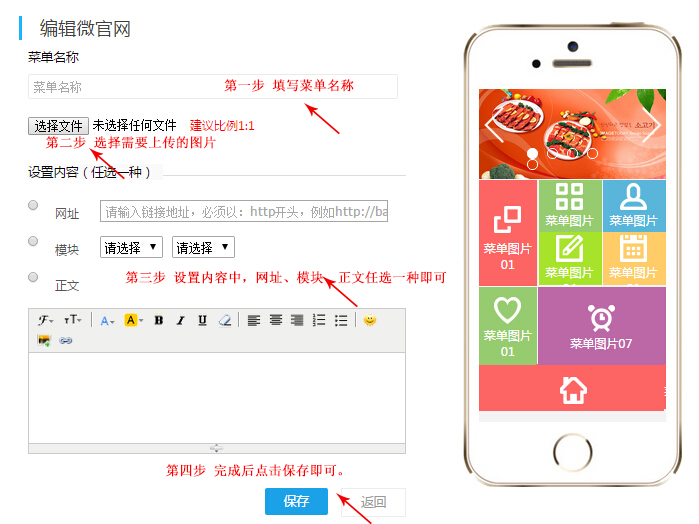 编辑微官网
菜单名称
菜单名称
第一步 填写菜单名称
选择文件 未选择任何文件 建议比例1:1
第二步 选择需要上传的图片
设置内容（任选一种）
网址 请输入链接地址，必须以：http开头，例如http://ba
模块 请选择 请选择
正文
第三步 设置内容中，网址、模块、正文任选一种即可
第四步 完成后点击保存即可。
保存 返回
菜单图片
01
菜单图片
菜单图片
菜单图片
菜单图片
菜单图片
01
菜单图片07